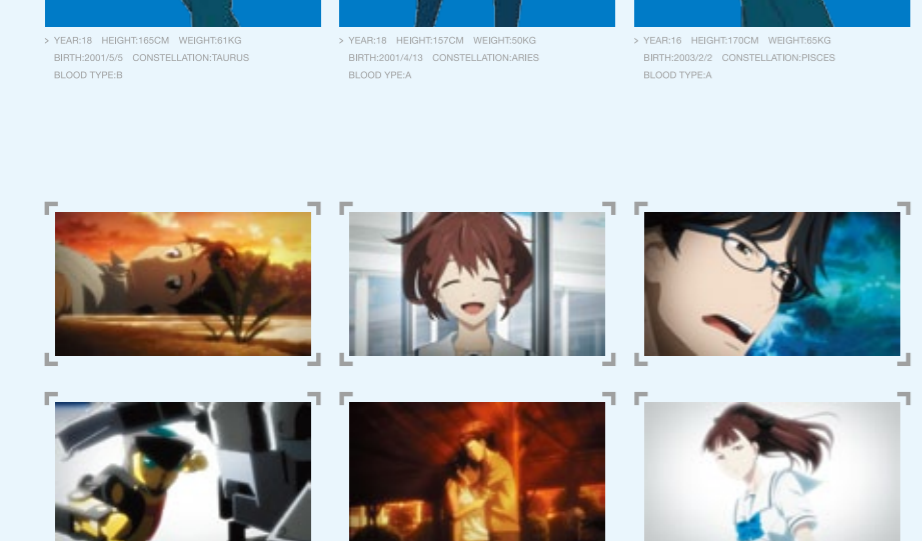 > YEAR:18 HEIGHT:165CM WEIGHT:61KG
BIRTH:2001/5/5 CONSTELLATION:TAURUS
BLOOD TYPE:B
> YEAR:18 HEIGHT:157CM WEIGHT:50KG
BIRTH:2001/4/13 CONSTELLATION:ARIES
BLOOD YPE:A
> YEAR:16 HEIGHT:170CM WEIGHT:65KG
BIRTH:2003/2/2 CONSTELLATION:PISCES
BLOOD TYPE:A